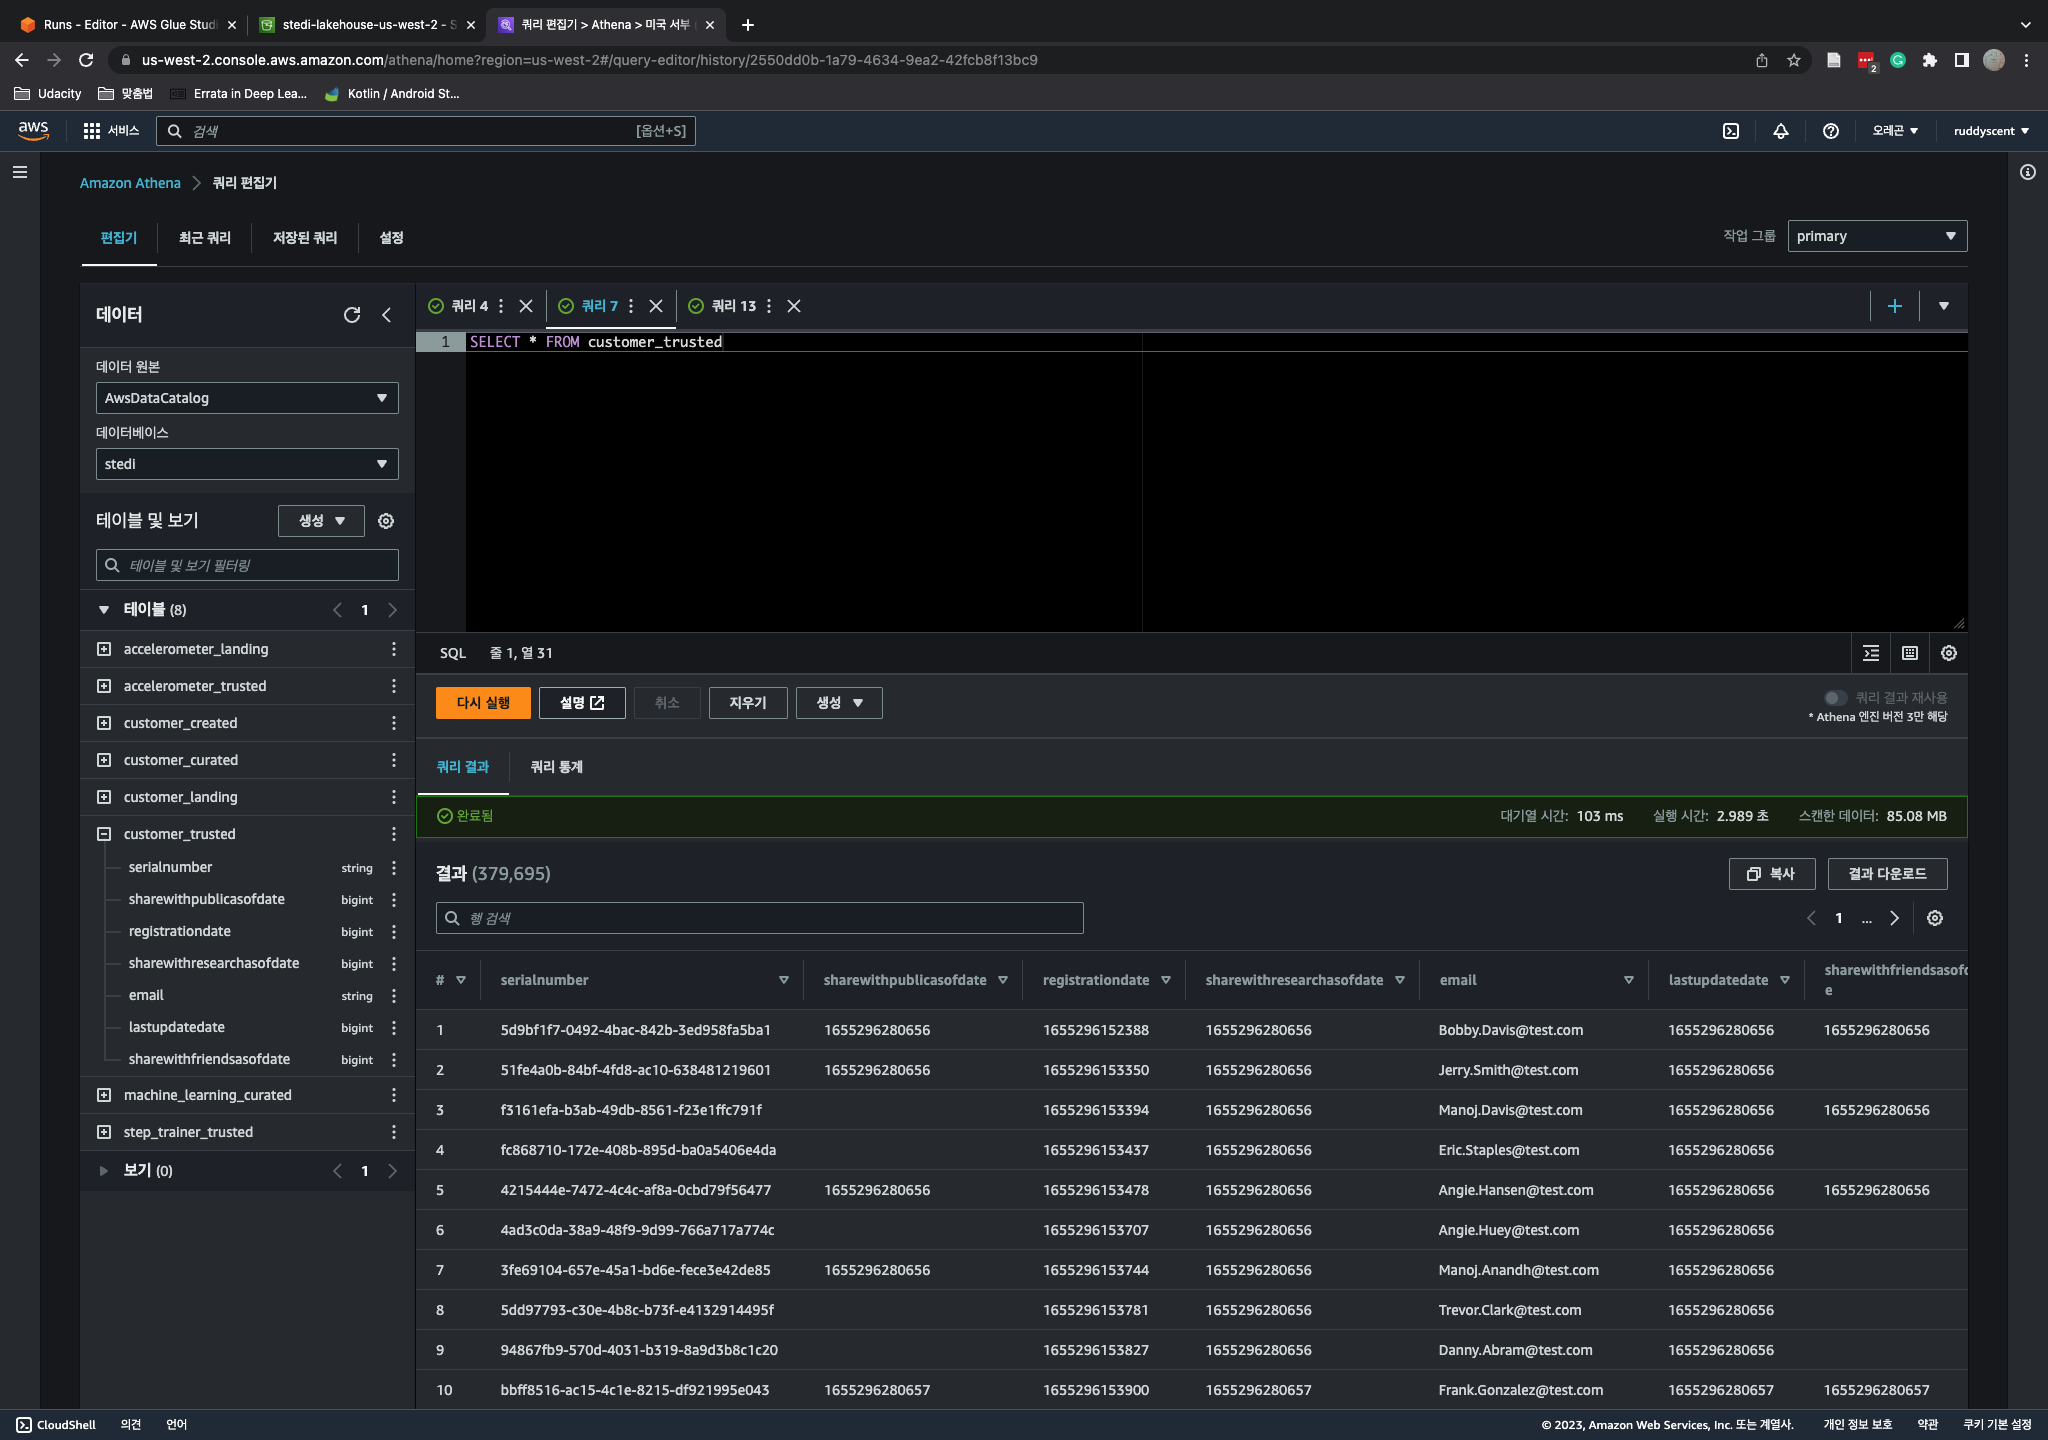 Runs - Editor - AWS Glue Studi
stedi-lakehouse-us-west-2 - S
쿼리 편집기 > Athena > 미국 서부
us-west-2.console.aws.amazon.com/athena/home?region=us-west-2#/query-editor/history/2550dd0b-1a79-4634-9ea2-42fcb8f13bc9
2
Udacity
맞춤법
Errata in Deep Lea...
Kotlin / Android St...
aws
서비스
검색
[옵션+S]
오레곤
ruddyscent
Amazon Athena
쿼리 편집기
편집기
최근 쿼리
저장된 쿼리
설정
작업 그룹
primary
데이터
데이터 원본
AwsDataCatalog
데이터베이스
stedi
테이블 및 보기
생성
테이블 및 보기 필터링
테이블 (8)
1
accelerometer_landing
accelerometer_trusted
customer_created
customer_curated
customer_landing
customer_trusted
serialnumber string
sharewithpublicasofdate bigint
registrationdate bigint
sharewithresearchasofdate bigint
email string
lastupdatedate bigint
sharewithfriendsasofdate bigint
machine_learning_curated
step_trainer_trusted
보기 (0)
1
쿼리 4
쿼리 7
쿼리 13
1 SELECT * FROM customer_trusted
SQL 줄 1, 열 31
다시 실행
설명
취소
지우기
생성
쿼리 결과 재사용
* Athena 엔진 버전 3만 해당
쿼리 결과
쿼리 통계
완료됨
대기열 시간: 103 ms
실행 시간: 2.989 초
스캔한 데이터: 85.08 MB
결과 (379,695)
복사
결과 다운로드
행 검색
1 ...
# serialnumber sharewithpublicasofdate registrationdate sharewithresearchasofdate email lastupdatedate sharewithfriendsasofd
e
1 5d9bf1f7-0492-4bac-842b-3ed958fa5ba1 1655296280656 1655296152388 1655296280656 Bobby.Davis@test.com 1655296280656 1655296280656
2 51fe4a0b-84bf-4fd8-ac10-638481219601 1655296280656 1655296153350 1655296280656 Jerry.Smith@test.com 1655296280656
3 f3161efa-b3ab-49db-8561-f23e1ffc791f 1655296153394 1655296280656 Manoj.Davis@test.com 1655296280656 1655296280656
4 fc868710-172e-408b-895d-ba0a5406e4da 1655296153437 1655296280656 Eric.Staples@test.com 1655296280656
5 4215444e-7472-4c4c-af8a-0cbd79f56477 1655296280656 1655296153478 1655296280656 Angie.Hansen@test.com 1655296280656 1655296280656
6 4ad3c0da-38a9-48f9-9d99-766a717a774c 1655296153707 1655296280656 Angie.Huey@test.com 1655296280656
7 3fe69104-657e-45a1-bd6e-fece3e42de85 1655296280656 1655296153744 1655296280656 Manoj.Anandh@test.com 1655296280656
8 5dd97793-c30e-4b8c-b73f-e4132914495f 1655296153781 1655296280656 Trevor.Clark@test.com 1655296280656
9 94867fb9-570d-4031-b319-8a9d3b8c1c20 1655296153827 1655296280656 Danny.Abram@test.com 1655296280656
10 bbff8516-ac15-4c1e-8215-df921995e043 1655296280657 1655296153900 1655296280657 Frank.Gonzalez@test.com 1655296280657 1655296280657
CloudShell
의견
언어
© 2023, Amazon Web Services, Inc. 또는 계열사.
개인 정보 보호
약관
쿠키 기본 설정